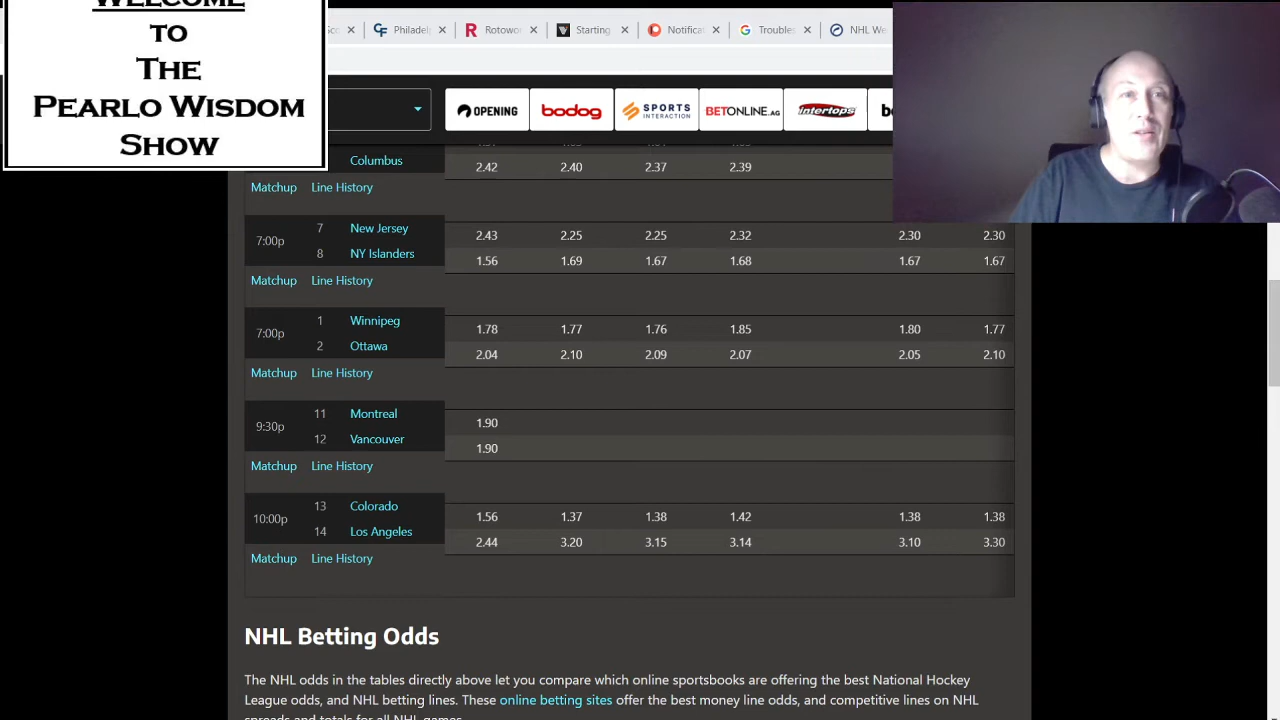 WELCOME
TO
THE
PEARLO WISDOM
SHOW
Philadel
Rotowo
Starting
Notificat
Troubles
NHL We
OPENING
bodog
SPORTS INTERACTION
BETONLINE.AG
intertops
Columbus 2.42 2.40 2.37 2.39
Matchup Line History
7:00p
7 New Jersey 2.43 2.25 2.25 2.32 2.30 2.30
8 NY Islanders 1.56 1.69 1.67 1.68 1.67 1.67
Matchup Line History
7:00p
1 Winnipeg 1.78 1.77 1.76 1.85 1.80 1.77
2 Ottawa 2.04 2.10 2.09 2.07 2.05 2.10
Matchup Line History
9:30p
11 Montreal 1.90
12 Vancouver 1.90
Matchup Line History
10:00p
13 Colorado 1.56 1.37 1.38 1.42 1.38 1.38
14 Los Angeles 2.44 3.20 3.15 3.14 3.10 3.30
Matchup Line History
NHL Betting Odds
The NHL odds in the tables directly above let you compare which online sportsbooks are offering the best National Hockey
League odds, and NHL betting lines. These online betting sites offer the best money line odds, and competitive lines on NHL
spreads and totals for all NHL games.